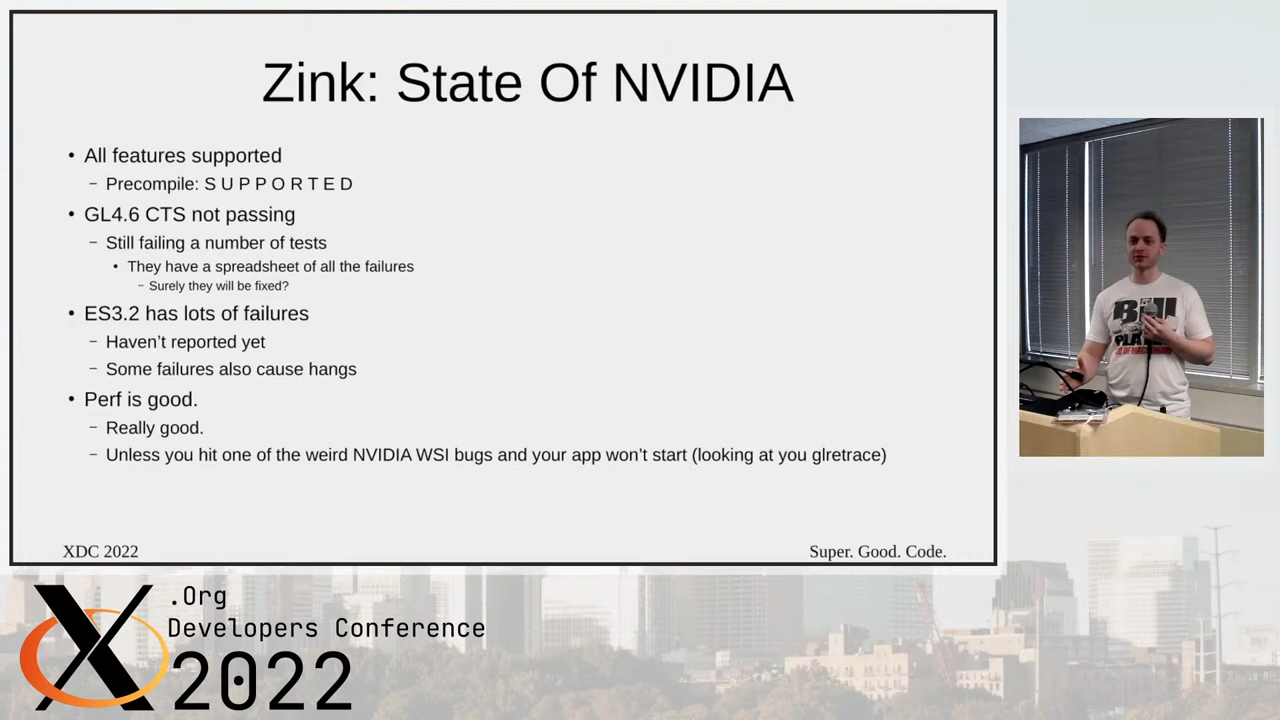 Zink: State Of NVIDIA
• All features supported
– Precompile: S U P P O R T E D
• GL4.6 CTS not passing
– Still failing a number of tests
• They have a spreadsheet of all the failures
– Surely they will be fixed?
• ES3.2 has lots of failures
– Haven’t reported yet
– Some failures also cause hangs
• Perf is good.
– Really good.
– Unless you hit one of the weird NVIDIA WSI bugs and your app won’t start (looking at you glretrace)
XDC 2022
Super. Good. Code.
Bill
X.Org
Developers Conference
2022